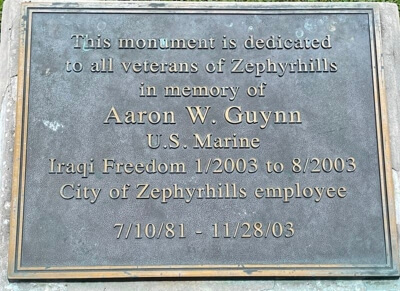 This monument is dedicated
to all veterans of Zephyrhills
in memory of
Aaron W. Guynn
U.S. Marine
Iraqi Freedom 1/2003 to 8/2003
City of Zephyrhills employee
7/10/81 - 11/28/03